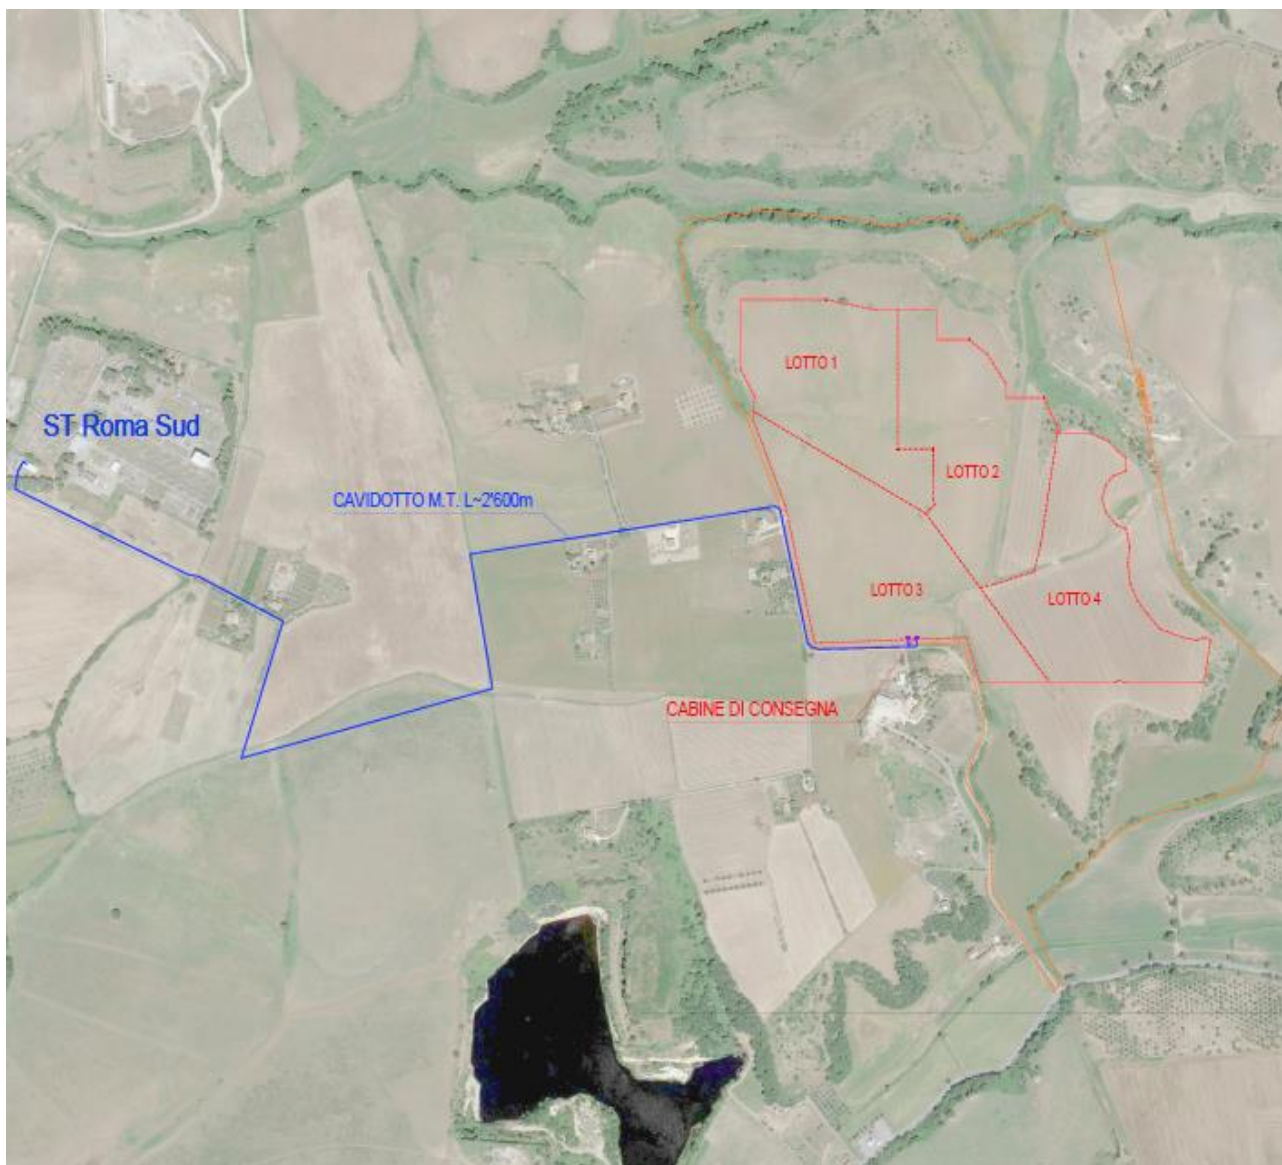 LOTTO 1
ST Roma Sud
LOTTO 2
CAVIDOTTO M.T. L~2'600m
LOTTO 3
LOTTO 4
CABINE DI CONSEGNA